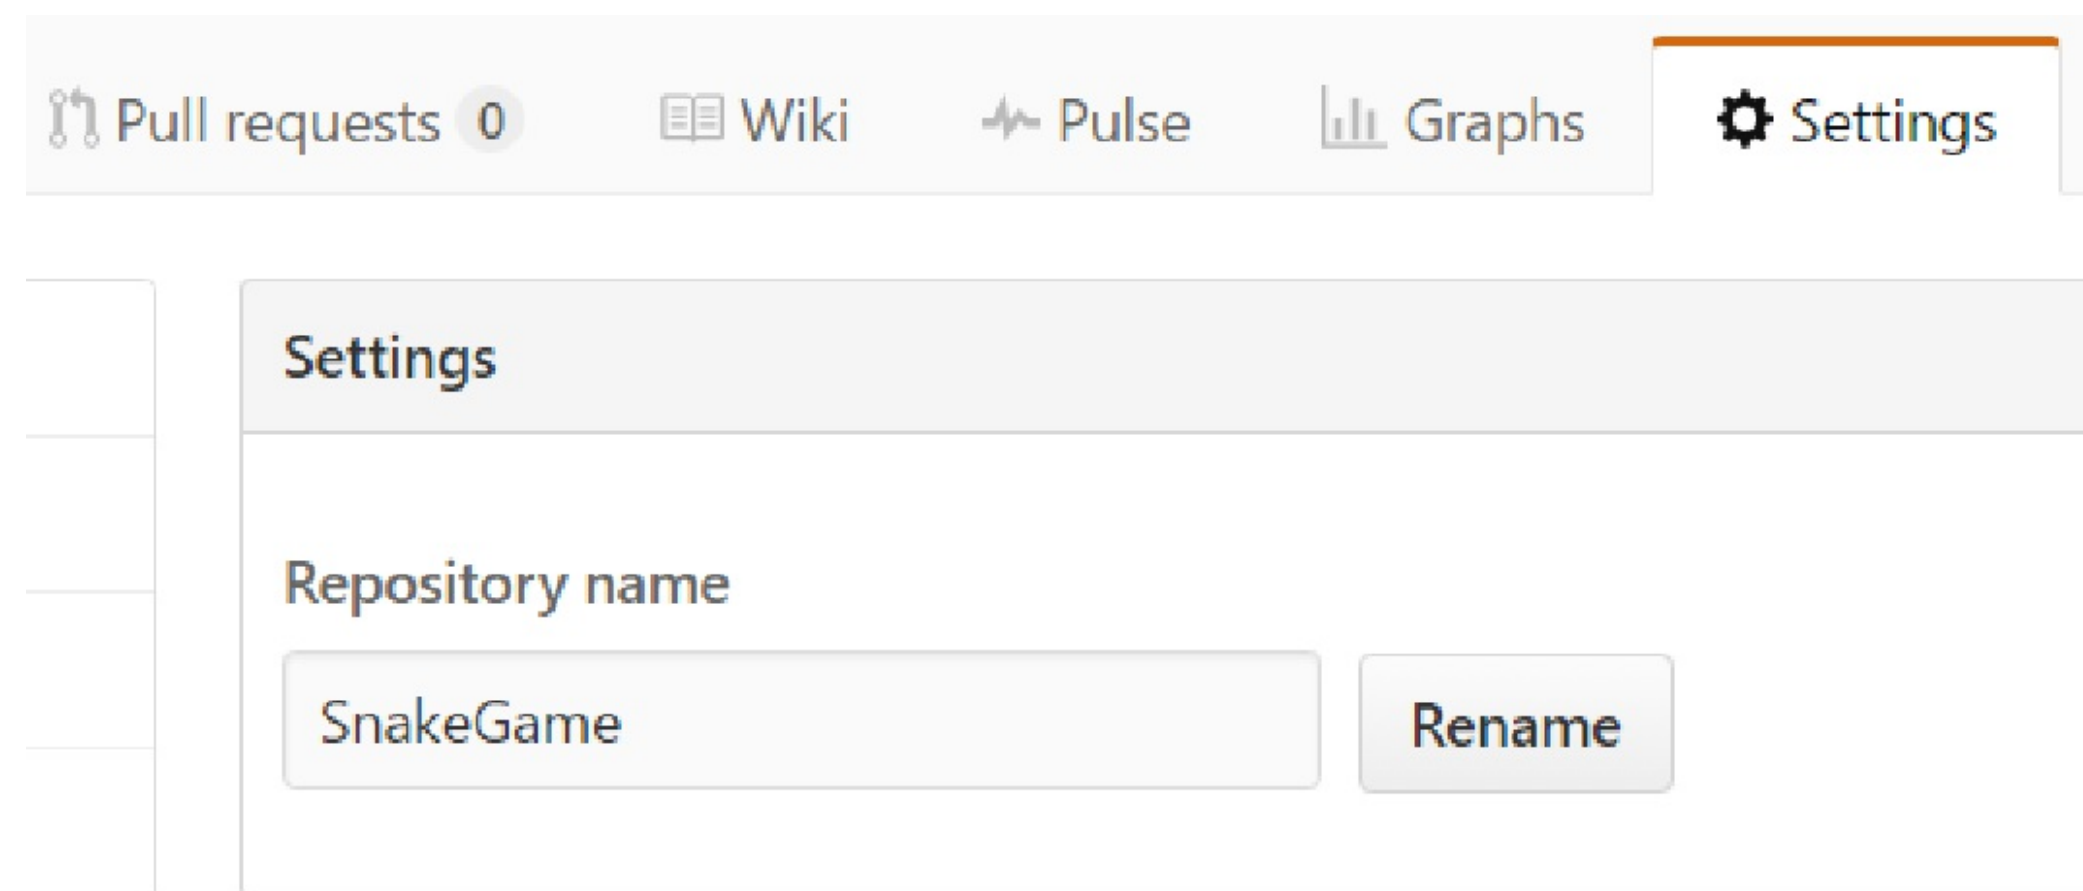 Pull requests 0 Wiki Pulse Graphs Settings
Settings
Repository name
SnakeGame Rename